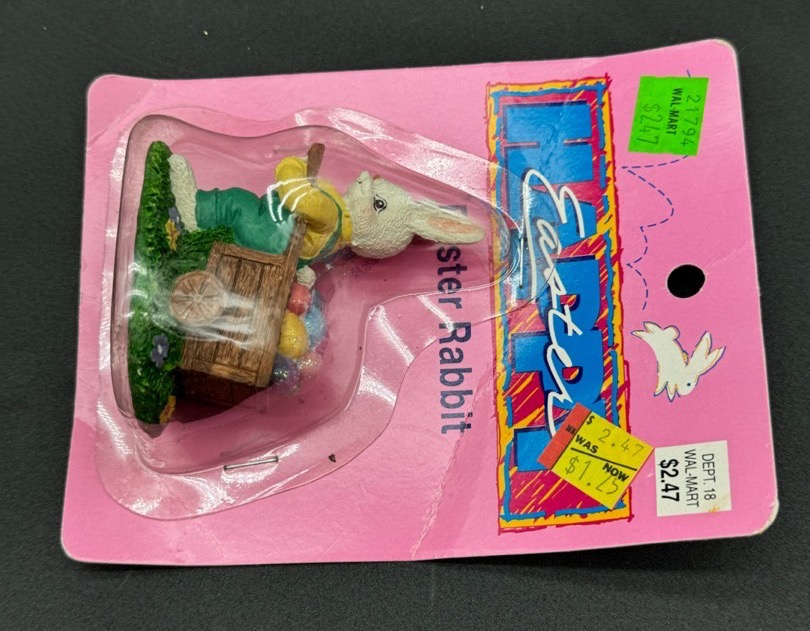 21794
WAL-MART
$2.47
HAPPY
Easter
$2.47
WAS
NOW
$1.25
DEPT. 18
WAL-MART
$2.47
Easter Rabbit